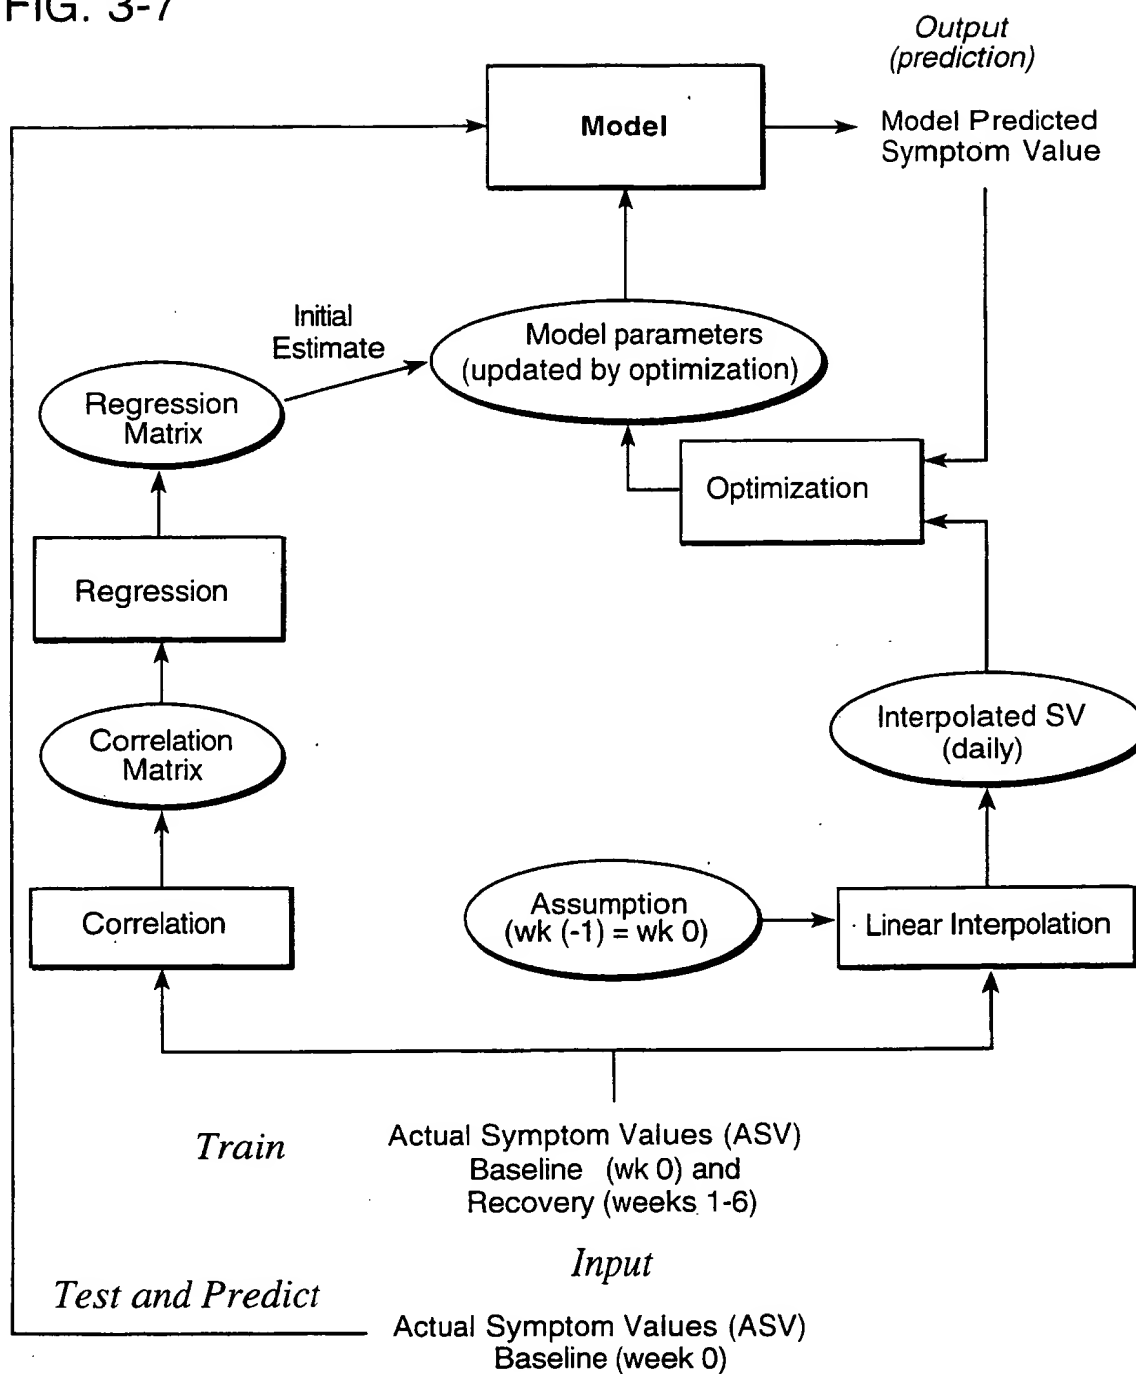 FIG. 3-7
Output
(prediction)
Model
Model Predicted
Symptom Value
Initial
Estimate
Model parameters
(updated by optimization)
Regression
Matrix
Optimization
Regression
Interpolated SV
(daily)
Correlation
Matrix
Assumption
(wk (-1) = wk 0)
Correlation
Linear Interpolation
Train
Actual Symptom Values (ASV)
Baseline (wk 0) and
Recovery (weeks 1-6)
Input
Test and Predict
Actual Symptom Values (ASV)
Baseline (week 0)